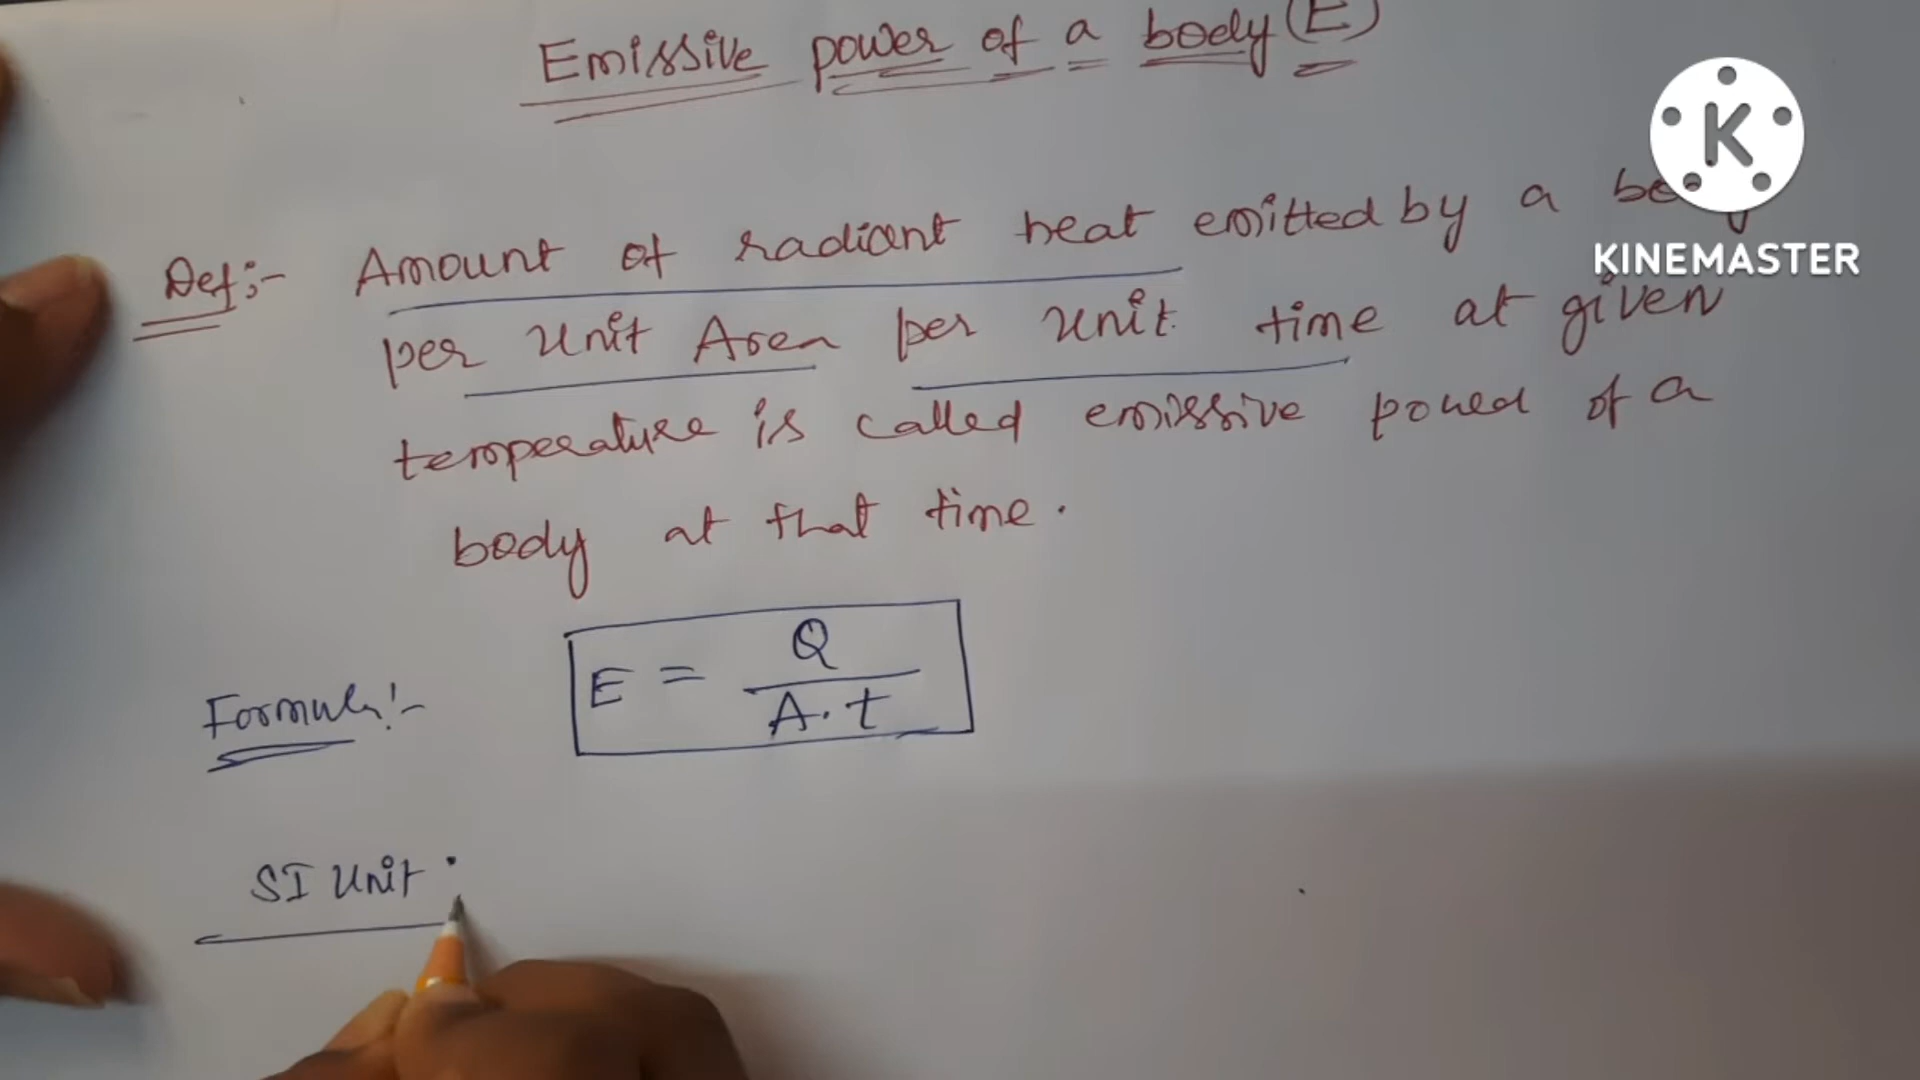 Emissive power of a body (E)
Def:- Amount of radiant heat emitted by a
per Unit Area per unit time at given
temperature is called emissive power of a
body at that time.
Formula:-
E = Q / A.t
SI Unit :
K
KINEMASTER